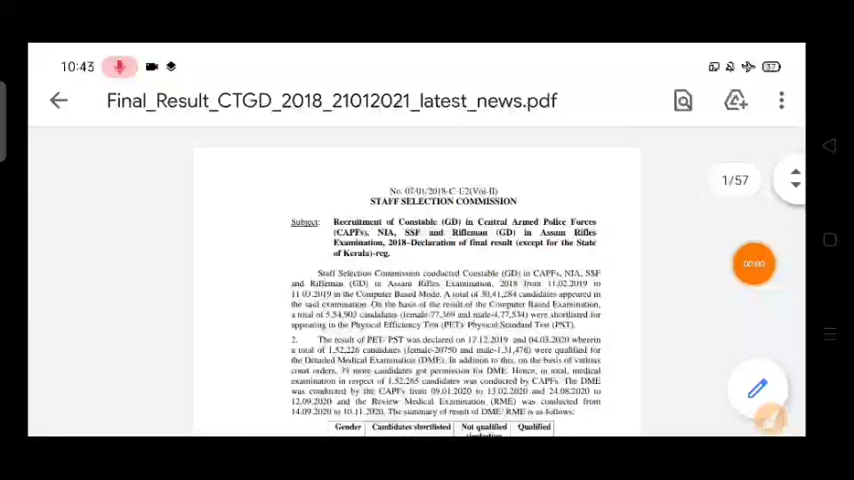 10:43
37
Final_Result_CTGD_2018_21012021_latest_news.pdf
1/57
No. 07/01/2018-C-1/2(Vol-II)
STAFF SELECTION COMMISSION
Subject: Recruitment of Constable (GD) in Central Armed Police Forces
(CAPFs), NIA, SSF and Rifleman (GD) in Assam Rifles
Examination, 2018–Declaration of final result (except for the State
of Kerala)-reg.
00:00
Staff Selection Commission conducted Constable (GD) in CAPFs, NIA, SSF
and Rifleman (GD) in Assam Rifles Examination, 2018 from 11.02.2019 to
11.03.2019 in the Computer Based Mode. A total of 30,41,284 candidates appeared in
the said examination. On the basis of the result of the Computer Based Examination,
a total of 5,54,903 candidates (female-77,369 and male-4,77,534) were shortlisted for
appearing in the Physical Efficiency Test (PET)/ Physical Standard Test (PST).
2. The result of PET/ PST was declared on 17.12.2019 and 04.03.2020 wherein
a total of 1,52,226 candidates (female-20750 and male-1,31,476) were qualified for
the Detailed Medical Examination (DME). In addition to this, on the basis of various
court orders, 39 more candidates got permission for DME. Hence, in total, medical
examination in respect of 1,52,265 candidates was conducted by CAPFs. The DME
was conducted by the CAPFs from 09.01.2020 to 13.02.2020 and 24.08.2020 to
12.09.2020 and the Review Medical Examination (RME) was conducted from
14.09.2020 to 10.11.2020. The summary of result of DME/ RME is as follows:
Gender Candidates shortlisted Not qualified Qualified